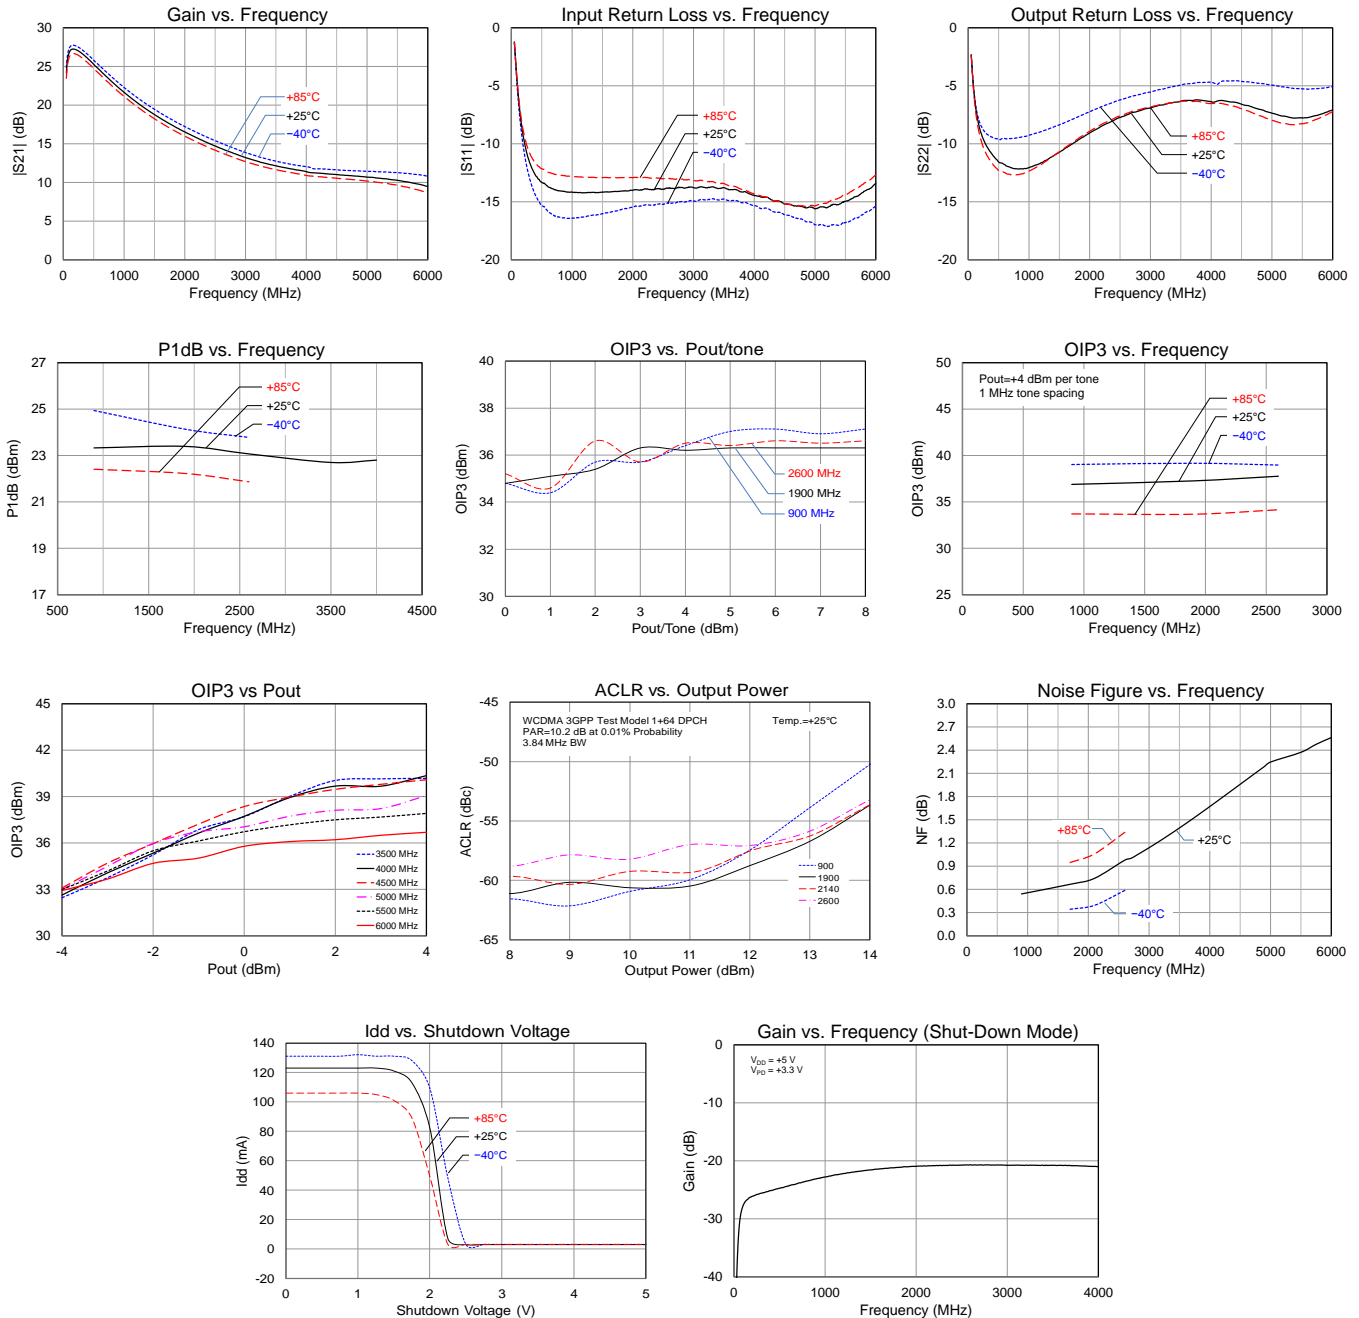 Gain vs. Frequency
30
25
20
15
10
5
0
|S21| (dB)
+85°C
+25°C
−40°C
0 1000 2000 3000 4000 5000 6000
Frequency (MHz)
Input Return Loss vs. Frequency
0
-5
-10
-15
-20
|S11| (dB)
+85°C
+25°C
−40°C
0 1000 2000 3000 4000 5000 6000
Frequency (MHz)
Output Return Loss vs. Frequency
0
-5
-10
-15
-20
|S22| (dB)
+85°C
+25°C
−40°C
0 1000 2000 3000 4000 5000 6000
Frequency (MHz)
P1dB vs. Frequency
27
25
23
21
19
17
P1dB (dBm)
+85°C
+25°C
−40°C
500 1500 2500 3500 4500
Frequency (MHz)
OIP3 vs. Pout/tone
40
38
36
34
32
30
OIP3 (dBm)
2600 MHz
1900 MHz
900 MHz
0 1 2 3 4 5 6 7 8
Pout/Tone (dBm)
OIP3 vs. Frequency
50
45
40
35
30
25
OIP3 (dBm)
Pout=+4 dBm per tone
1 MHz tone spacing
+85°C
+25°C
−40°C
0 500 1000 1500 2000 2500 3000
Frequency (MHz)
OIP3 vs Pout
45
42
39
36
33
30
OIP3 (dBm)
3500 MHz
4000 MHz
4500 MHz
5000 MHz
5500 MHz
6000 MHz
-4 -2 0 2 4
Pout (dBm)
ACLR vs. Output Power
-45
-50
-55
-60
-65
ACLR (dBc)
WCDMA 3GPP Test Model 1+64 DPCH
PAR=10.2 dB at 0.01% Probability
3.84 MHz BW
Temp.=+25°C
900
1900
2140
2600
8 9 10 11 12 13 14
Output Power (dBm)
Noise Figure vs. Frequency
3.0
2.7
2.4
2.1
1.8
1.5
1.2
0.9
0.6
0.3
0.0
NF (dB)
+85°C
+25°C
−40°C
0 1000 2000 3000 4000 5000 6000
Frequency (MHz)
Idd vs. Shutdown Voltage
140
120
100
80
60
40
20
0
-20
Idd (mA)
+85°C
+25°C
−40°C
0 1 2 3 4 5
Shutdown Voltage (V)
Gain vs. Frequency (Shut-Down Mode)
0
-10
-20
-30
-40
Gain (dB)
VDD = +5 V
VPD = +3.3 V
0 1000 2000 3000 4000
Frequency (MHz)